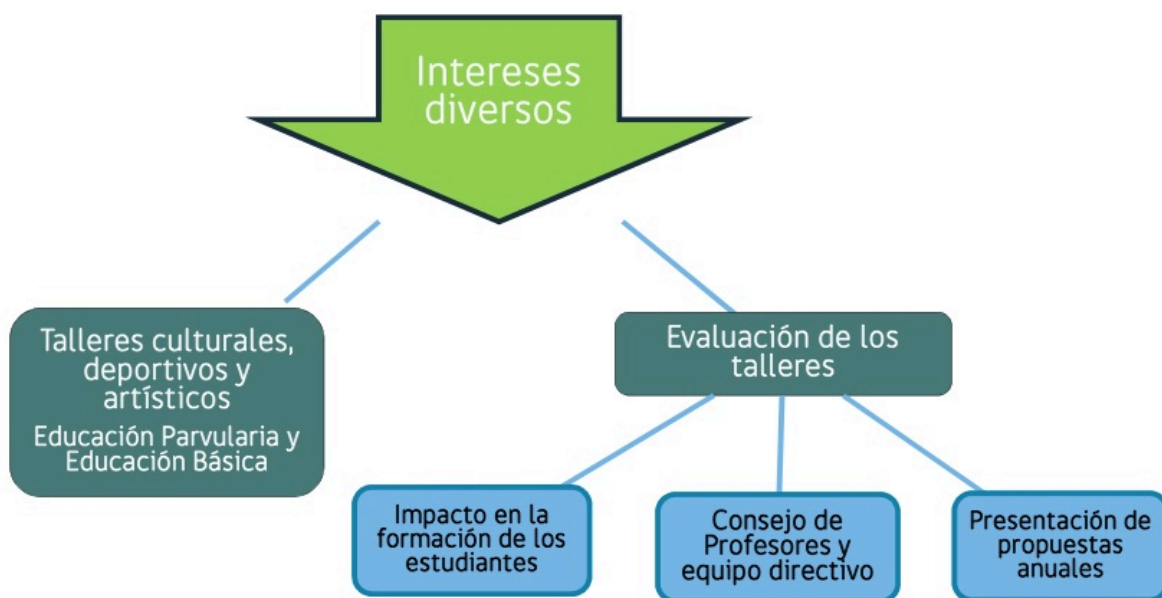 Intereses
diversos
Talleres culturales,
deportivos y
artísticos
Educación Parvularia y
Educación Básica
Evaluación de los
talleres
Impacto en la
formación de los
estudiantes
Consejo de
Profesores y
equipo directivo
Presentación de
propuestas
anuales